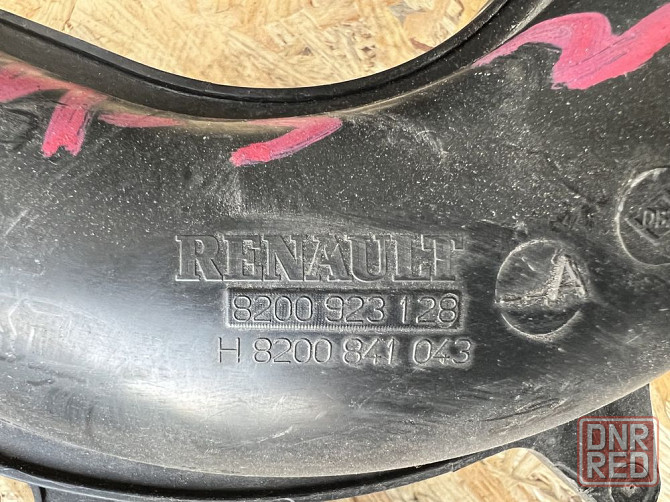 RENAULT
8200 923 128
H 8200 841 043
DNR
RED